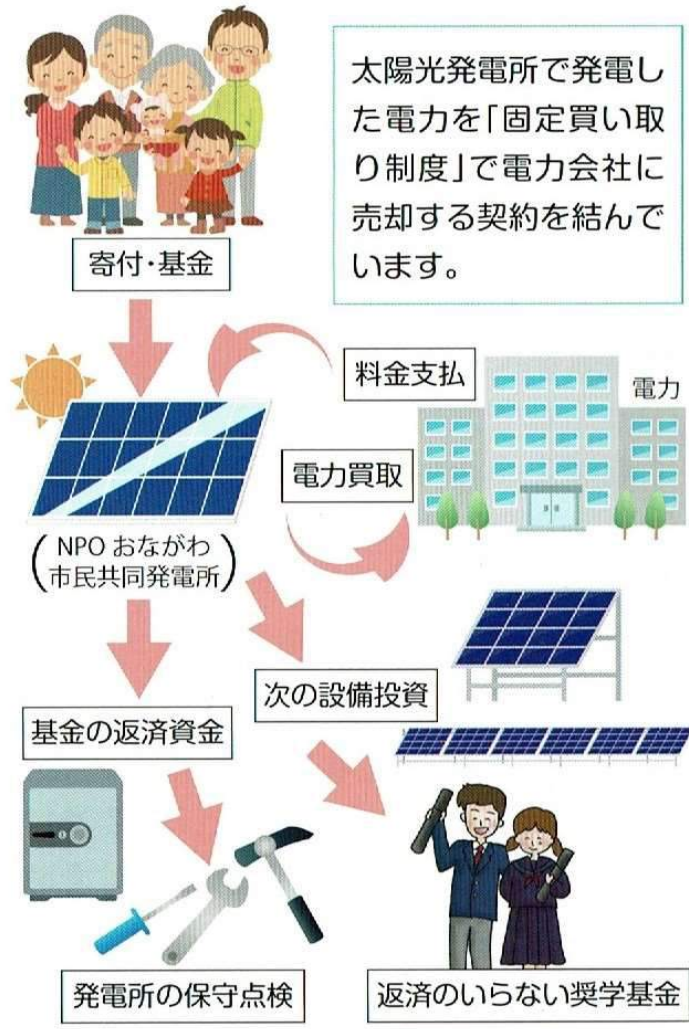 太陽光発電所で発電し
た電力を「固定買い取
り制度」で電力会社に
売却する契約を結んで
います。
寄付・基金
料金支払
電力
電力買取
(NPO おながわ
市民共同発電所)
次の設備投資
基金の返済資金
発電所の保守点検
返済のいらない奨学基金